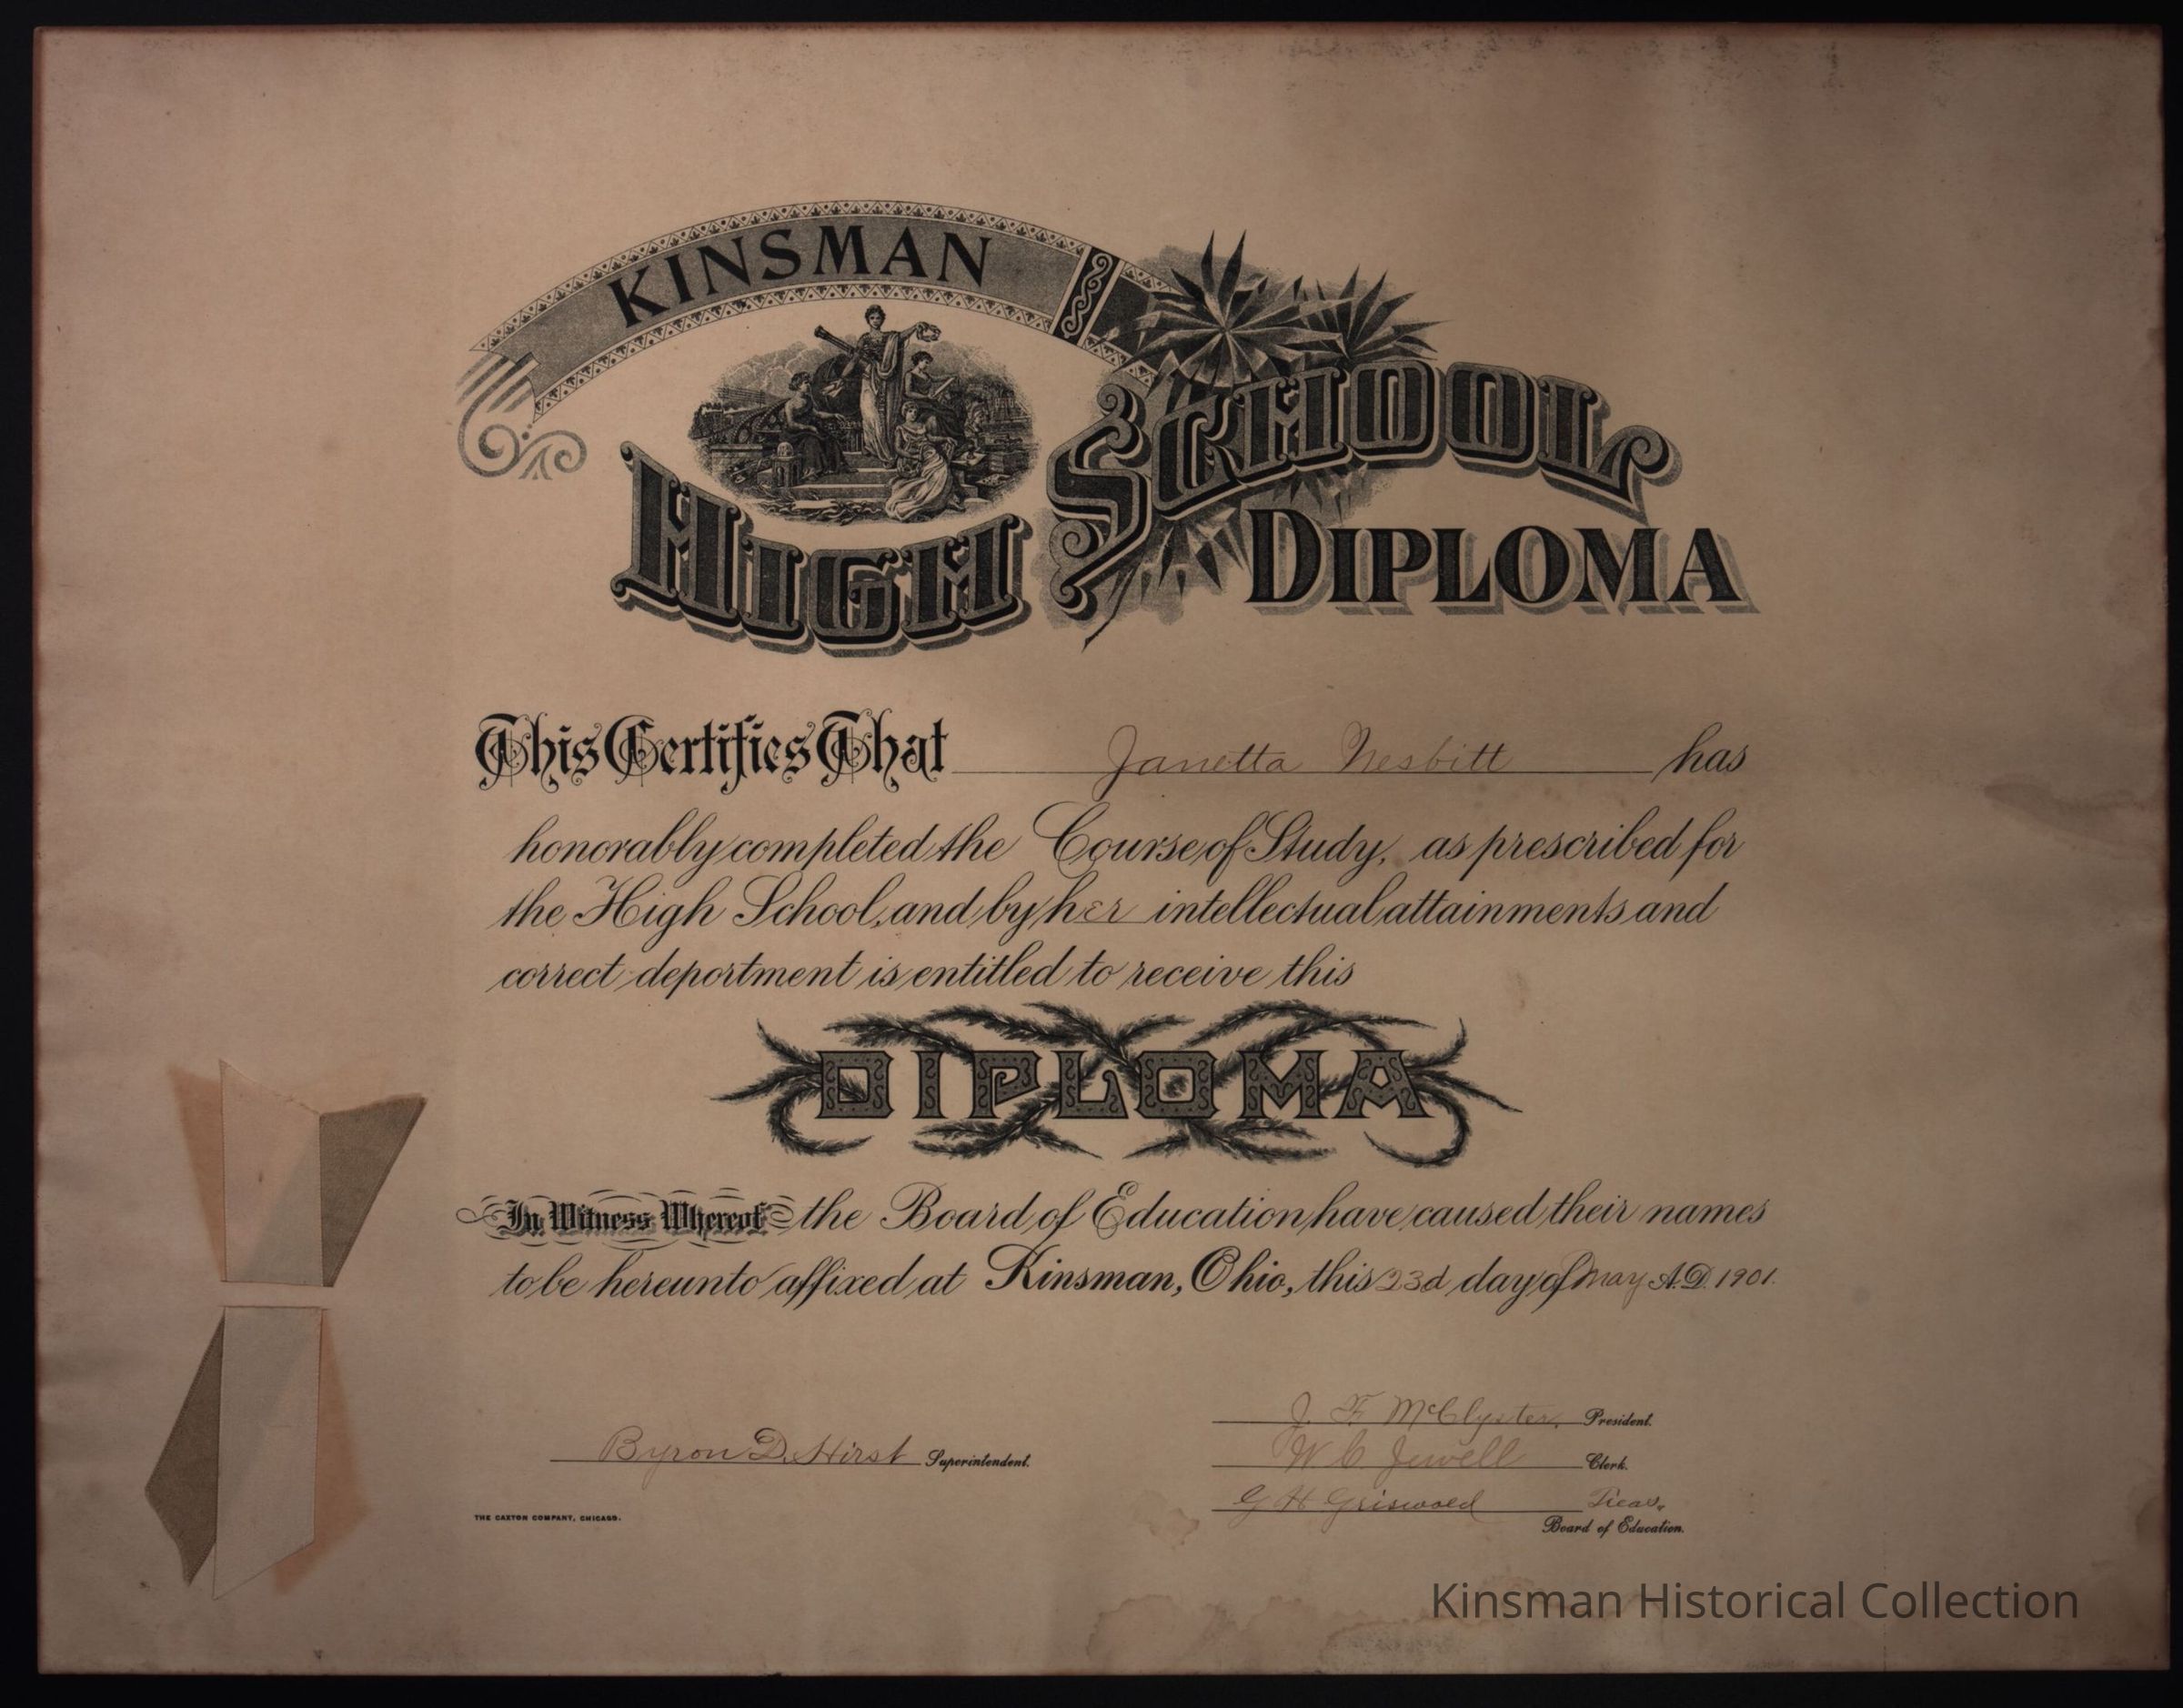 KINSMAN
HIGH SCHOOL
DIPLOMA
This Certifies That Janetta Nesbitt has
honorably completed the Course of Study, as prescribed for
the High School, and by her intellectual attainments and
correct deportment is entitled to receive this
DIPLOMA
In Witness Whereof the Board of Education have caused their names
to be hereunto affixed at Kinsman, Ohio, this 23d day of May A.D. 1901.
J. F. McClyster, President.
Byron D. Hirst Superintendent.
W C Jewell Clerk.
G H Griswold Treas.
Board of Education.
THE CAXTON COMPANY, CHICAGO.
Kinsman Historical Collection